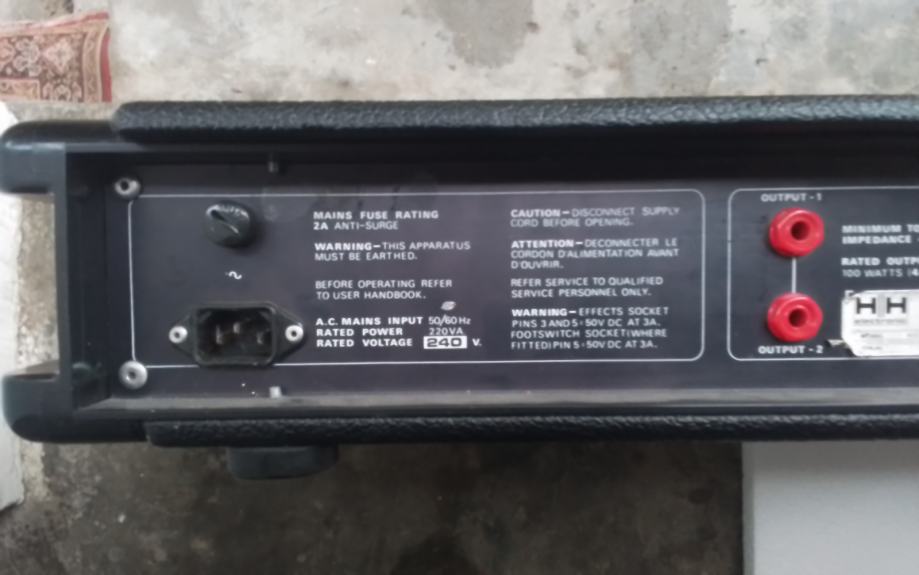 MAINS FUSE RATING
2A ANTI-SURGE
WARNING—THIS APPARATUS
MUST BE EARTHED.
BEFORE OPERATING REFER
TO USER HANDBOOK.
A.C. MAINS INPUT 50/60Hz
RATED POWER 220VA
RATED VOLTAGE 240 V.
CAUTION—DISCONNECT SUPPLY
CORD BEFORE OPENING.
ATTENTION—DECONNECTER LE
CORDON D'ALIMENTATION AVANT
D'OUVRIR.
REFER SERVICE TO QUALIFIED
SERVICE PERSONNEL ONLY.
WARNING—EFFECTS SOCKET
PINS 3 AND 5=50V DC AT 3A.
FOOTSWITCH SOCKET(WHERE
FITTED)PIN 5=50V DC AT 3A.
OUTPUT-1
OUTPUT-2
MINIMUM TO
IMPEDANCE
RATED OUTP
100 WATTS (4
HH